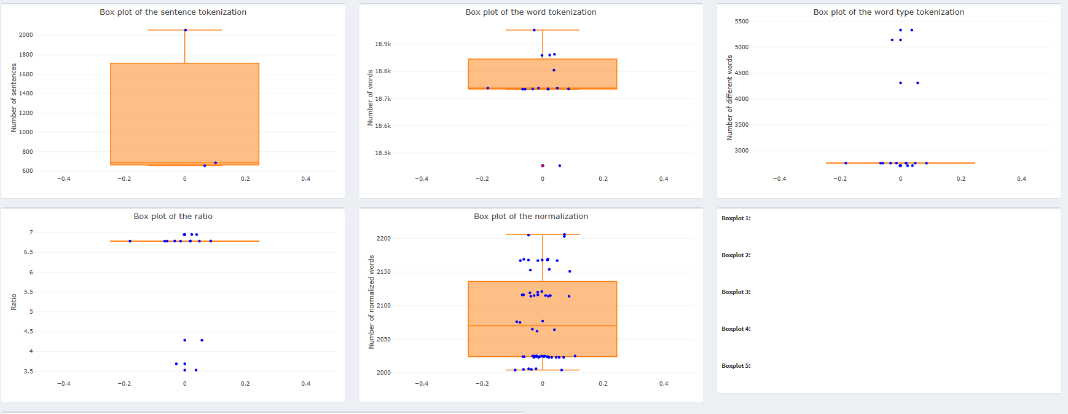 Box plot of the sentence tokenization
Number of sentences
2000
1800
1600
1400
1200
1000
800
600
−0.4
−0.2
0
0.2
0.4
Box plot of the word tokenization
Number of words
18.9k
18.8k
18.7k
18.6k
18.5k
−0.4
−0.2
0
0.2
0.4
Box plot of the word type tokenization
Number of different words
5500
5000
4500
4000
3500
3000
−0.4
−0.2
0
0.2
0.4
Box plot of the ratio
Ratio
7
6.5
6
5.5
5
4.5
4
3.5
−0.4
−0.2
0
0.2
0.4
Box plot of the normalization
Number of normalized words
2200
2150
2100
2050
2000
−0.4
−0.2
0
0.2
0.4
Boxplot 1:
Boxplot 2:
Boxplot 3:
Boxplot 4:
Boxplot 5: